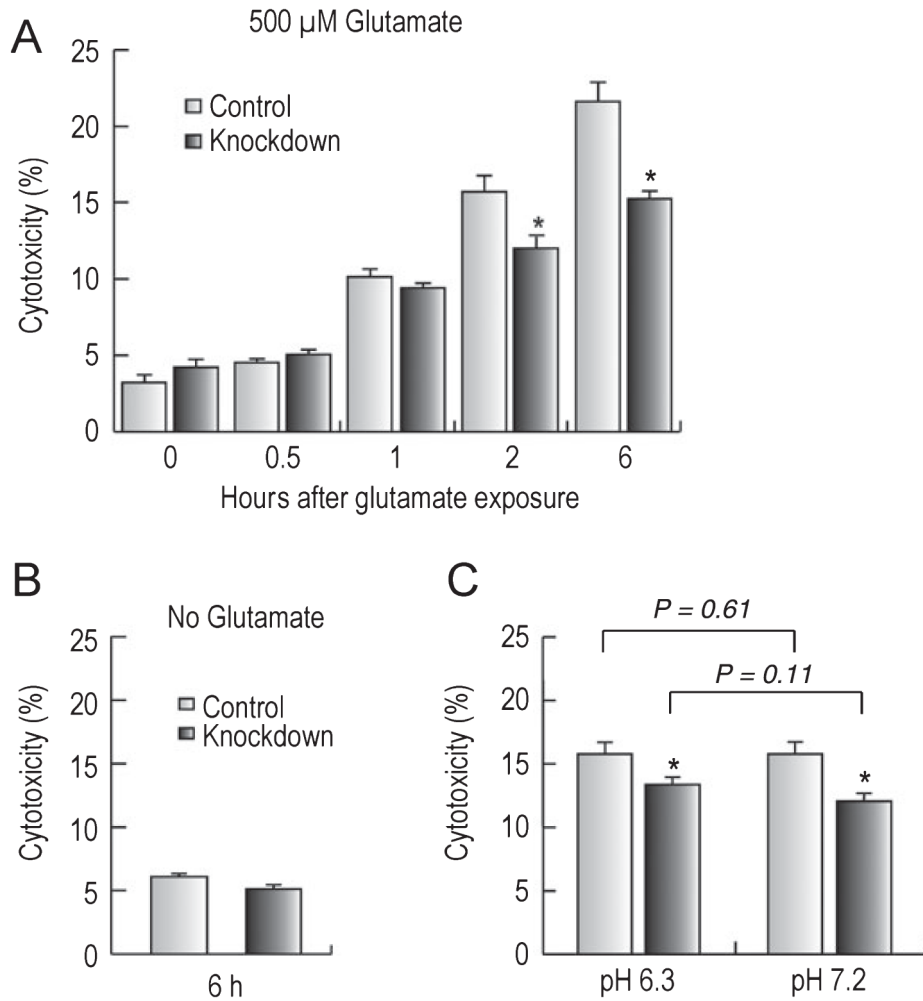 A
500 µM Glutamate
25
20
15
10
5
0
Cytotoxicity (%)
Control
Knockdown
*
*
0 0.5 1 2 6
Hours after glutamate exposure
B
No Glutamate
25
20
15
10
5
0
Cytotoxicity (%)
Control
Knockdown
6 h
C
P = 0.61
P = 0.11
25
20
15
10
5
0
Cytotoxicity (%)
*
*
pH 6.3 pH 7.2